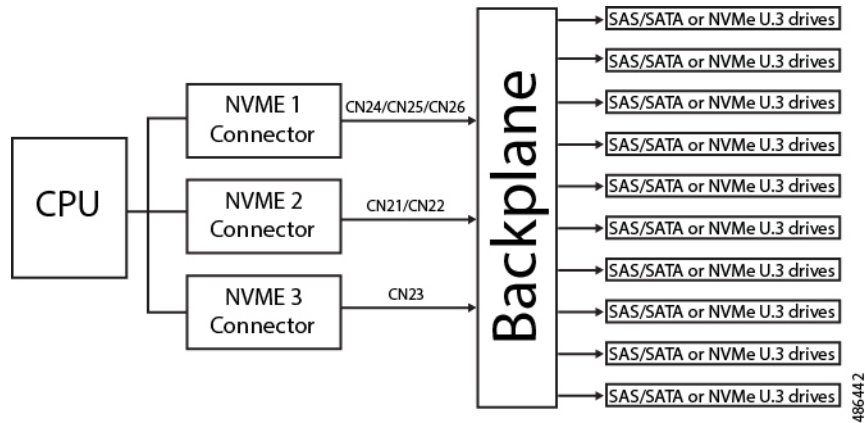 CPU
NVME 1
Connector
NVME 2
Connector
NVME 3
Connector
CN24/CN25/CN26
CN21/CN22
CN23
Backplane
SAS/SATA or NVMe U.3 drives
SAS/SATA or NVMe U.3 drives
SAS/SATA or NVMe U.3 drives
SAS/SATA or NVMe U.3 drives
SAS/SATA or NVMe U.3 drives
SAS/SATA or NVMe U.3 drives
SAS/SATA or NVMe U.3 drives
SAS/SATA or NVMe U.3 drives
SAS/SATA or NVMe U.3 drives
SAS/SATA or NVMe U.3 drives
486442